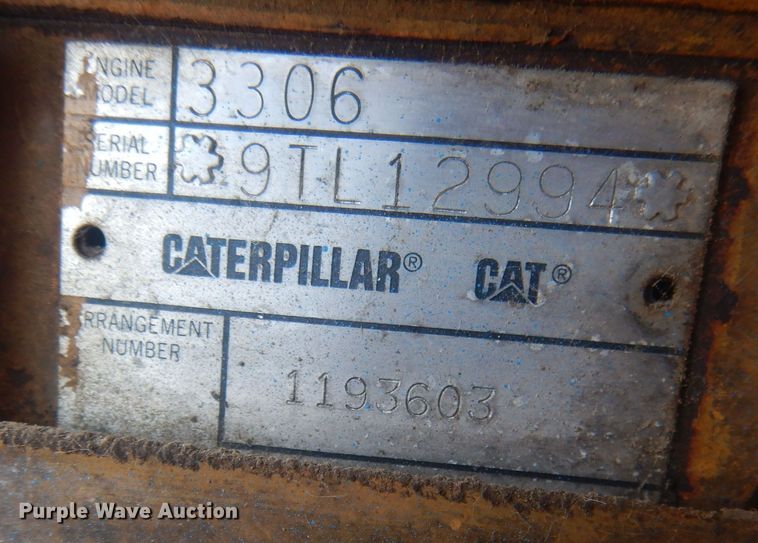 ENGINE MODEL 3306
SERIAL NUMBER 9TL12994
CATERPILLAR® CAT®
ARRANGEMENT NUMBER 1193603
Purple Wave Auction